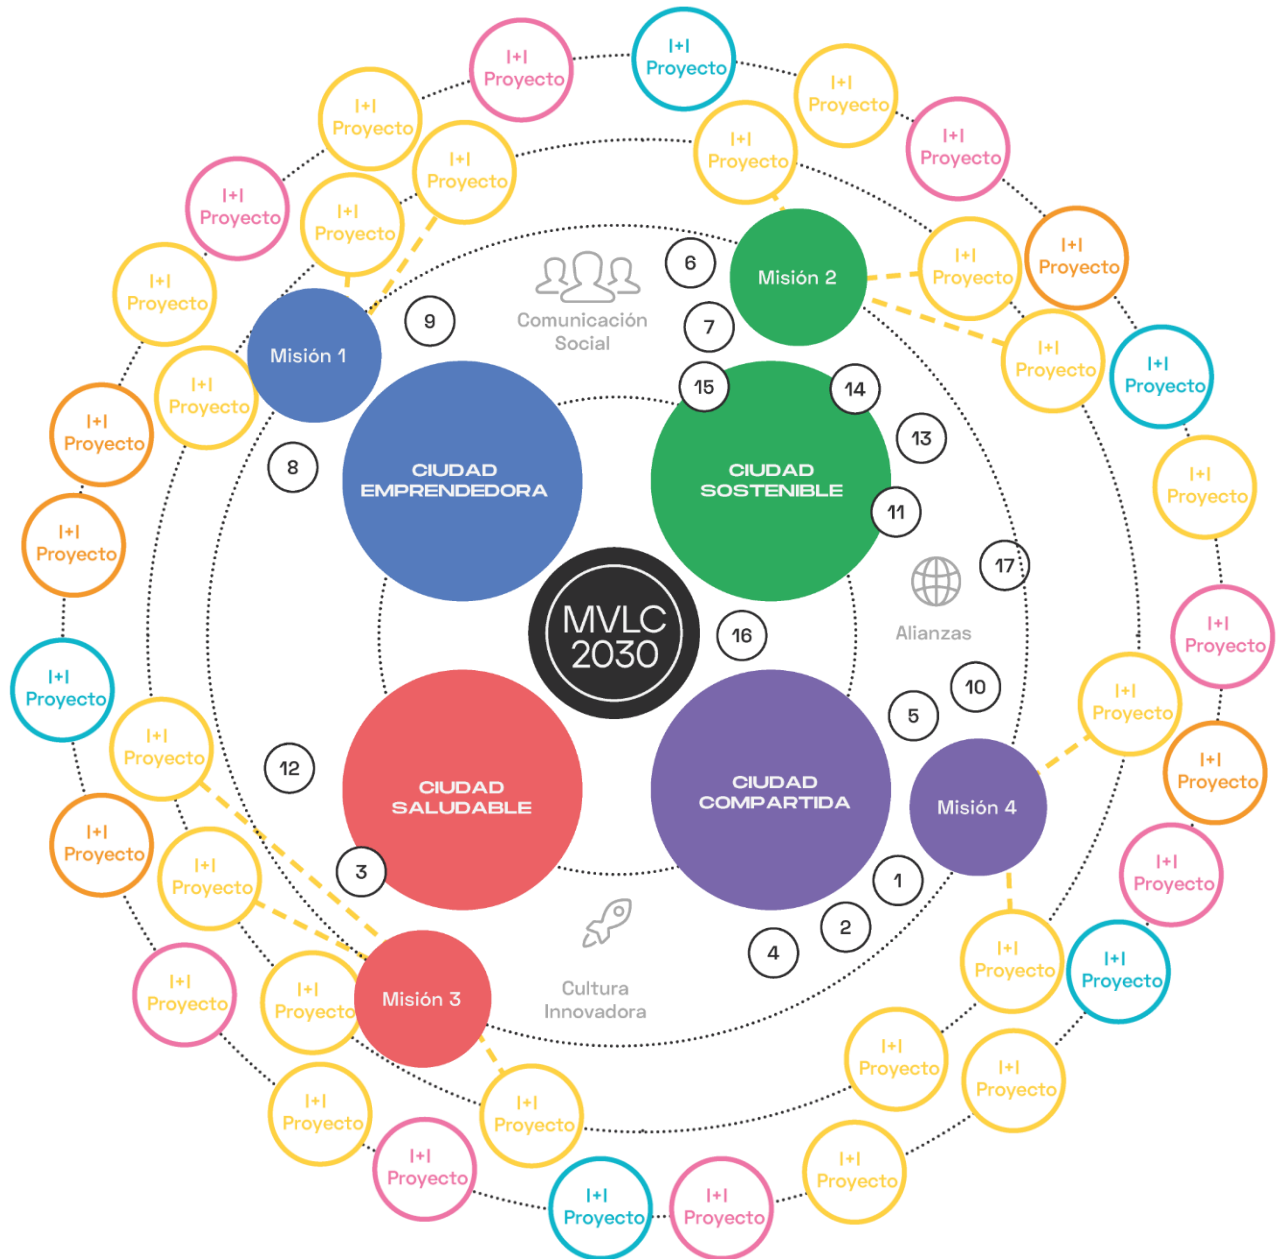 I+I
Proyecto
I+I
Proyecto
I+I
Proyecto
I+I
Proyecto
I+I
Proyecto
I+I
Proyecto
I+I
Proyecto
I+I
Proyecto
I+I
Proyecto
I+I
Proyecto
6
I+I
Proyecto
Misión 2
I+I
Proyecto
9
Comunicación
Social
7
Misión 1
I+I
Proyecto
I+I
Proyecto
15
14
I+I
Proyecto
I+I
Proyecto
13
8
CIUDAD
EMPRENDEDORA
CIUDAD
SOSTENIBLE
I+I
Proyecto
11
I+I
Proyecto
17
MVLC
2030
16
Alianzas
I+I
Proyecto
I+I
Proyecto
10
I+I
Proyecto
5
I+I
Proyecto
12
I+I
Proyecto
CIUDAD
SALUDABLE
CIUDAD
COMPARTIDA
Misión 4
I+I
Proyecto
3
I+I
Proyecto
1
I+I
Proyecto
2
4
I+I
Proyecto
I+I
Proyecto
I+I
Proyecto
I+I
Proyecto
Misión 3
Cultura
Innovadora
I+I
Proyecto
I+I
Proyecto
I+I
Proyecto
I+I
Proyecto
I+I
Proyecto
I+I
Proyecto
I+I
Proyecto
I+I
Proyecto